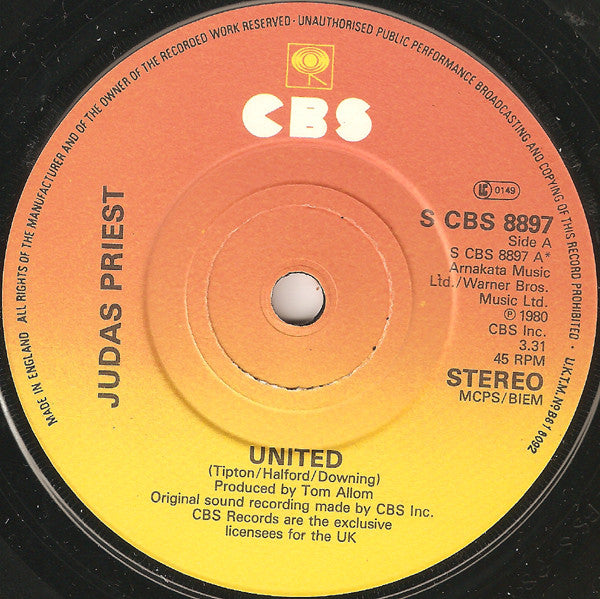 MADE IN ENGLAND · ALL RIGHTS OF THE MANUFACTURER AND OF THE OWNER OF THE RECORDED WORK RESERVED · UNAUTHORISED PUBLIC PERFORMANCE BROADCASTING AND COPYING OF THIS RECORD PROHIBITED · U.K.T.M. Nº B818092
CBS
JUDAS PRIEST
LC 0149
S CBS 8897
Side A
S CBS 8897 A*
Arnakata Music
Ltd./Warner Bros.
Music Ltd.
℗ 1980
CBS Inc.
3.31
45 RPM
STEREO
MCPS/BIEM
UNITED
(Tipton/Halford/Downing)
Produced by Tom Allom
Original sound recording made by CBS Inc.
CBS Records are the exclusive
licensees for the UK